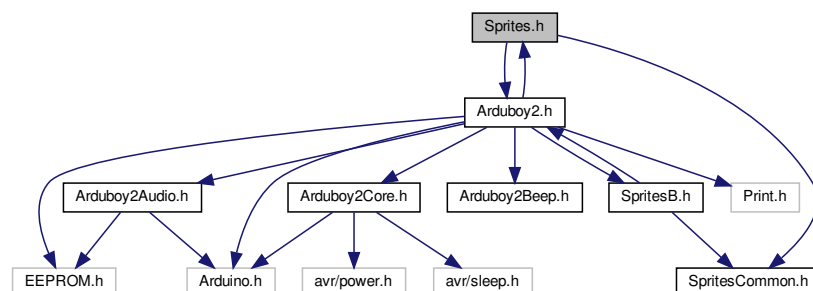 Sprites.h
Arduboy2.h
Arduboy2Audio.h
Arduboy2Core.h
Arduboy2Beep.h
SpritesB.h
Print.h
EEPROM.h
Arduino.h
avr/power.h
avr/sleep.h
SpritesCommon.h